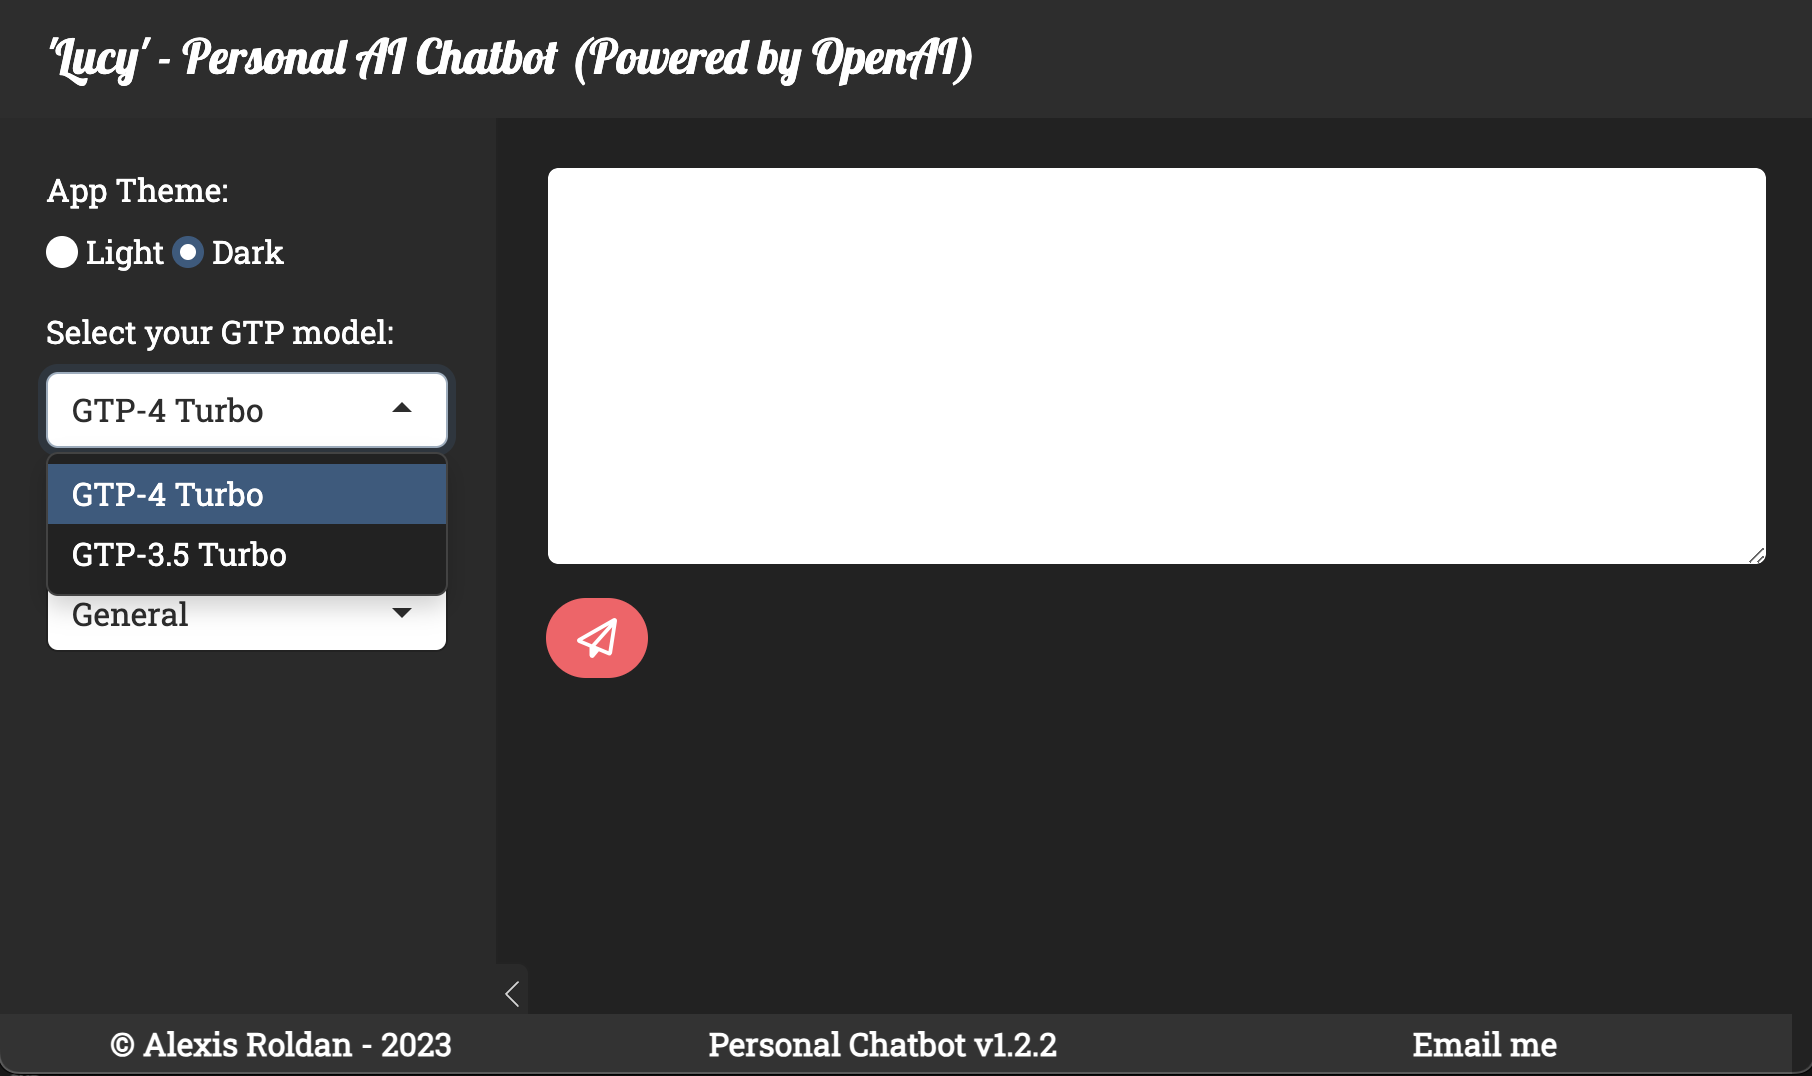 'Lucy' - Personal AI Chatbot (Powered by OpenAI)
App Theme:
Light Dark
Select your GTP model:
GTP-4 Turbo
GTP-4 Turbo
GTP-3.5 Turbo
General
© Alexis Roldan - 2023
Personal Chatbot v1.2.2
Email me